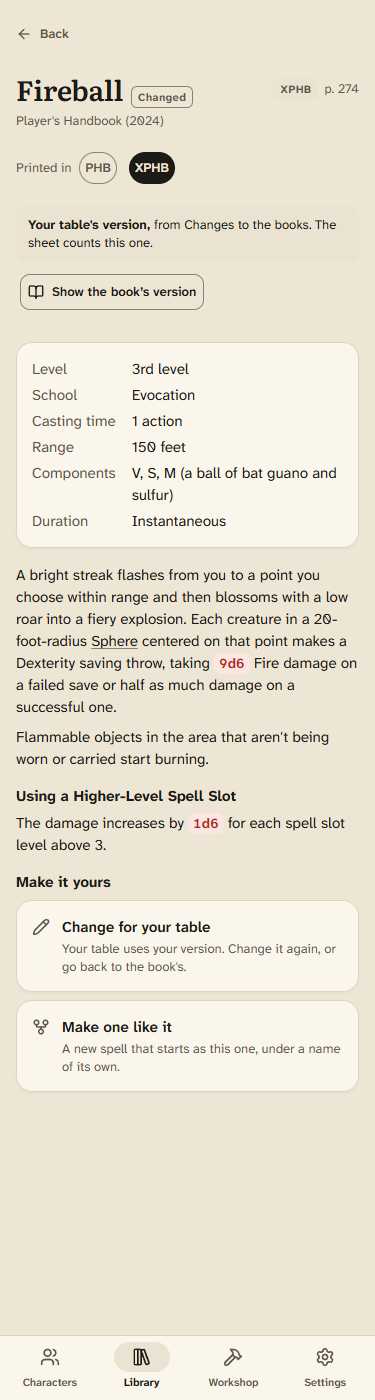 Back
Fireball Changed XPHB p. 274
Player's Handbook (2024)
Printed in PHB XPHB
Your table's version, from Changes to the books. The
sheet counts this one.
Show the book's version
Level 3rd level
School Evocation
Casting time 1 action
Range 150 feet
Components V, S, M (a ball of bat guano and
sulfur)
Duration Instantaneous
A bright streak flashes from you to a point you
choose within range and then blossoms with a low
roar into a fiery explosion. Each creature in a 20-
foot-radius Sphere centered on that point makes a
Dexterity saving throw, taking 9d6 Fire damage on
a failed save or half as much damage on a
successful one.
Flammable objects in the area that aren't being
worn or carried start burning.
Using a Higher-Level Spell Slot
The damage increases by 1d6 for each spell slot
level above 3.
Make it yours
Change for your table
Your table uses your version. Change it again, or
go back to the book's.
Make one like it
A new spell that starts as this one, under a name
of its own.
Characters Library Workshop Settings